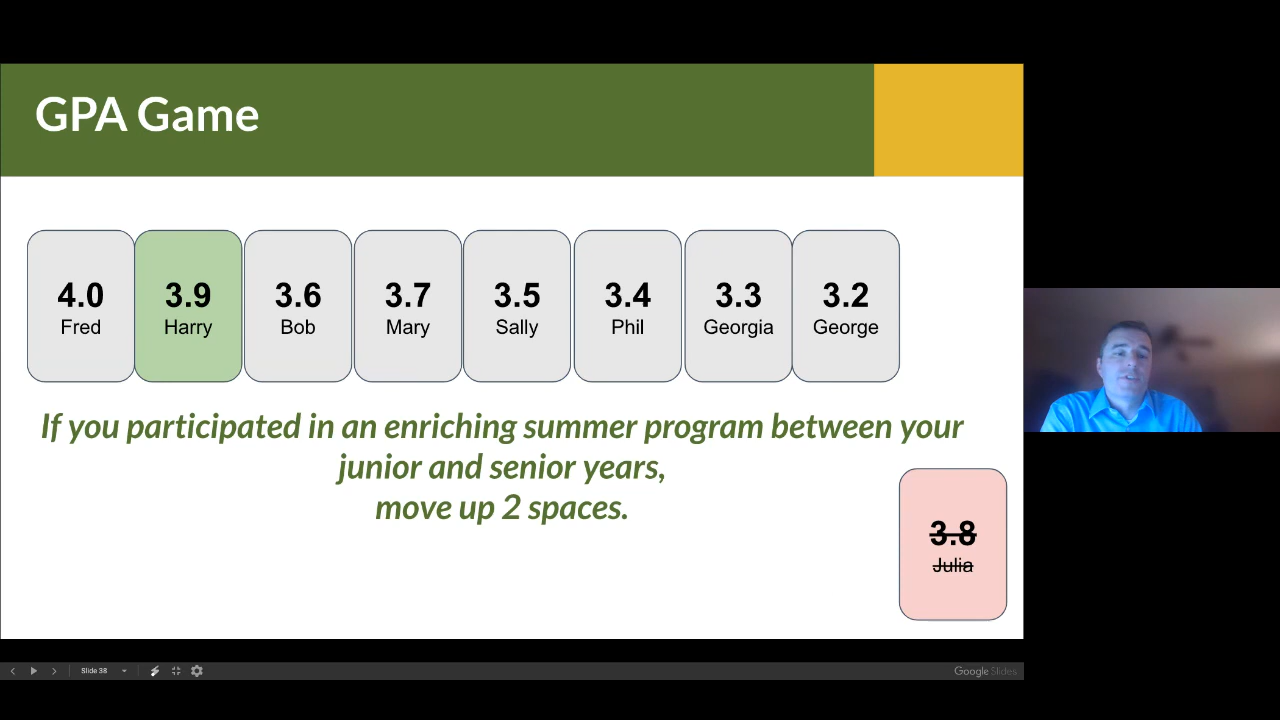 GPA Game
4.0 3.9 3.6 3.7 3.5 3.4 3.3 3.2
Fred Harry Bob Mary Sally Phil Georgia George
If you participated in an enriching summer program between your
junior and senior years,
move up 2 spaces.
3.8
Julia
Slide 38
Google Slides